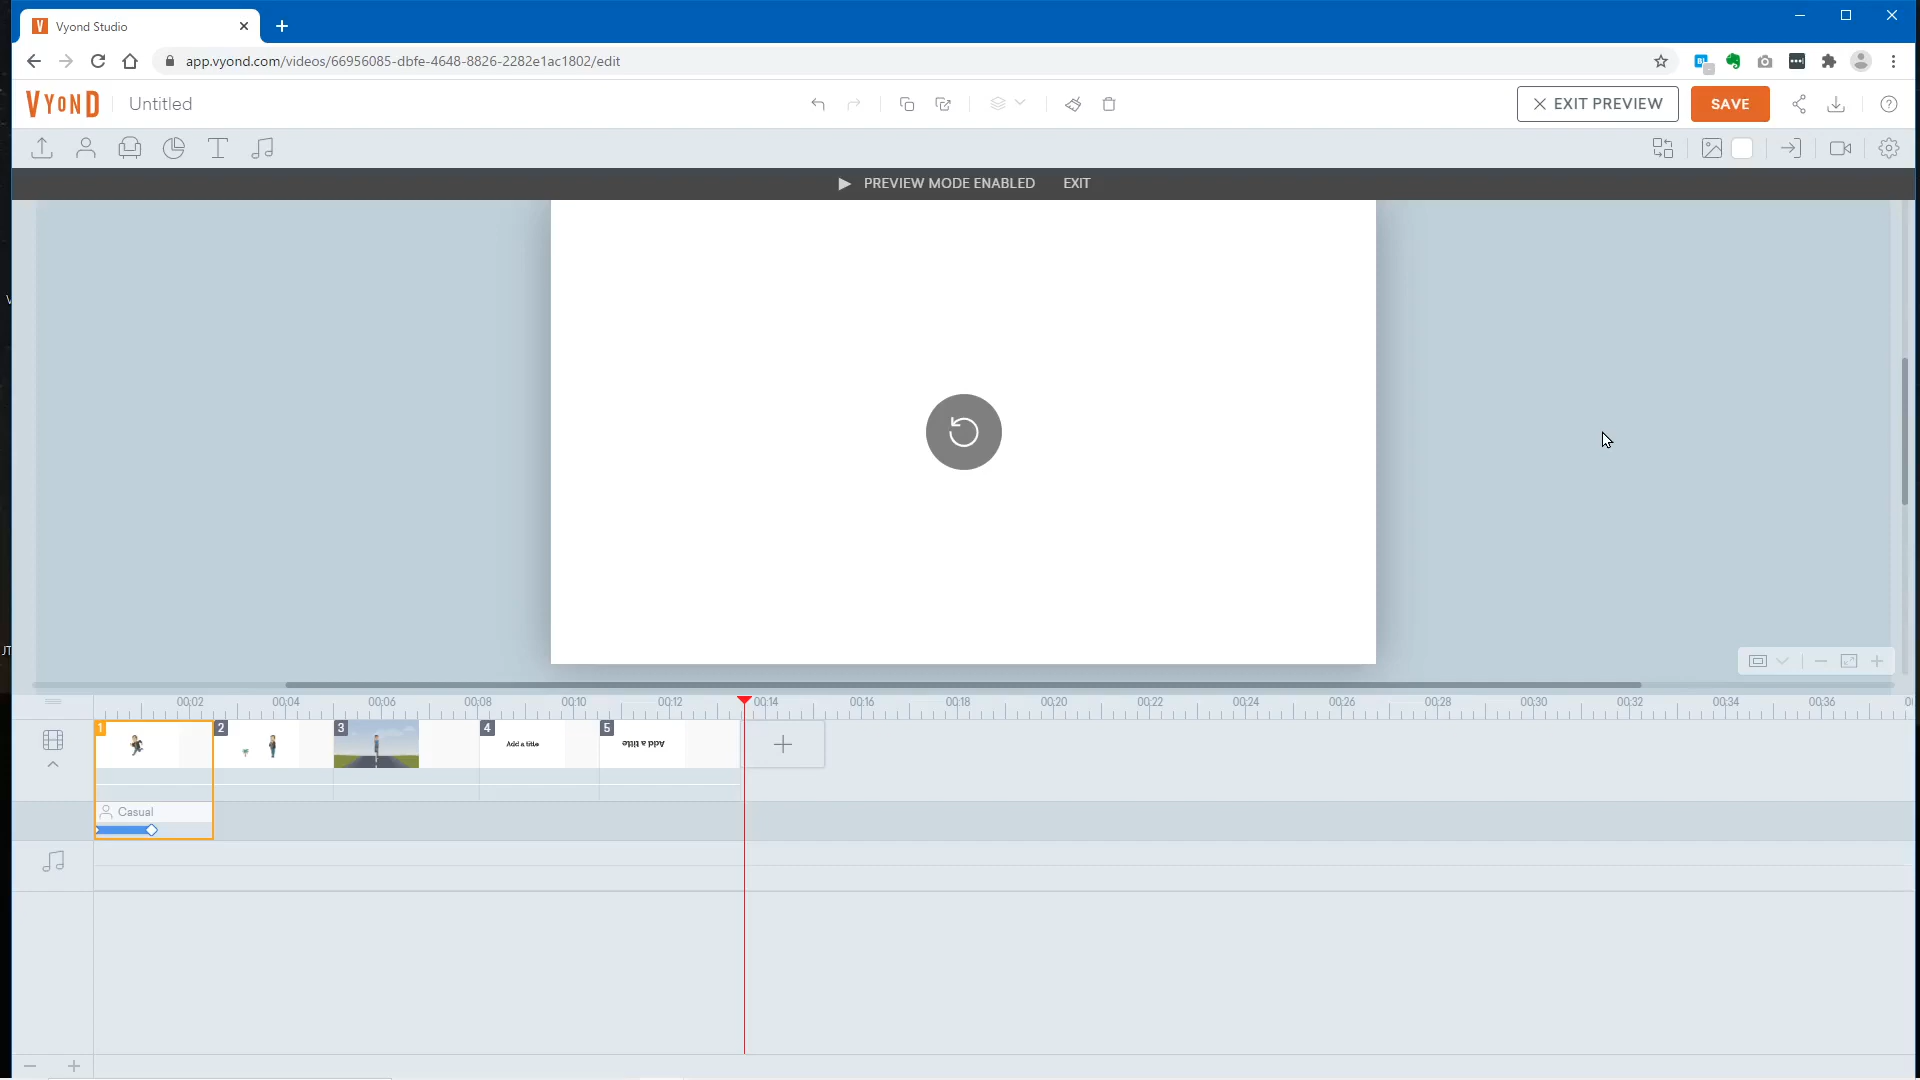 Vyond Studio
app.vyond.com/videos/66956085-dbfe-4648-8826-2282e1ac1802/edit
VYOND
Untitled
EXIT PREVIEW
SAVE
PREVIEW MODE ENABLED
EXIT
JT
00:02 00:04 00:06 00:08 00:10 00:12 00:14 00:16 00:18 00:20 00:22 00:24 00:26 00:28 00:30 00:32 00:34 00:36
1
2
3
4
Add a title
5
Add a title
Casual